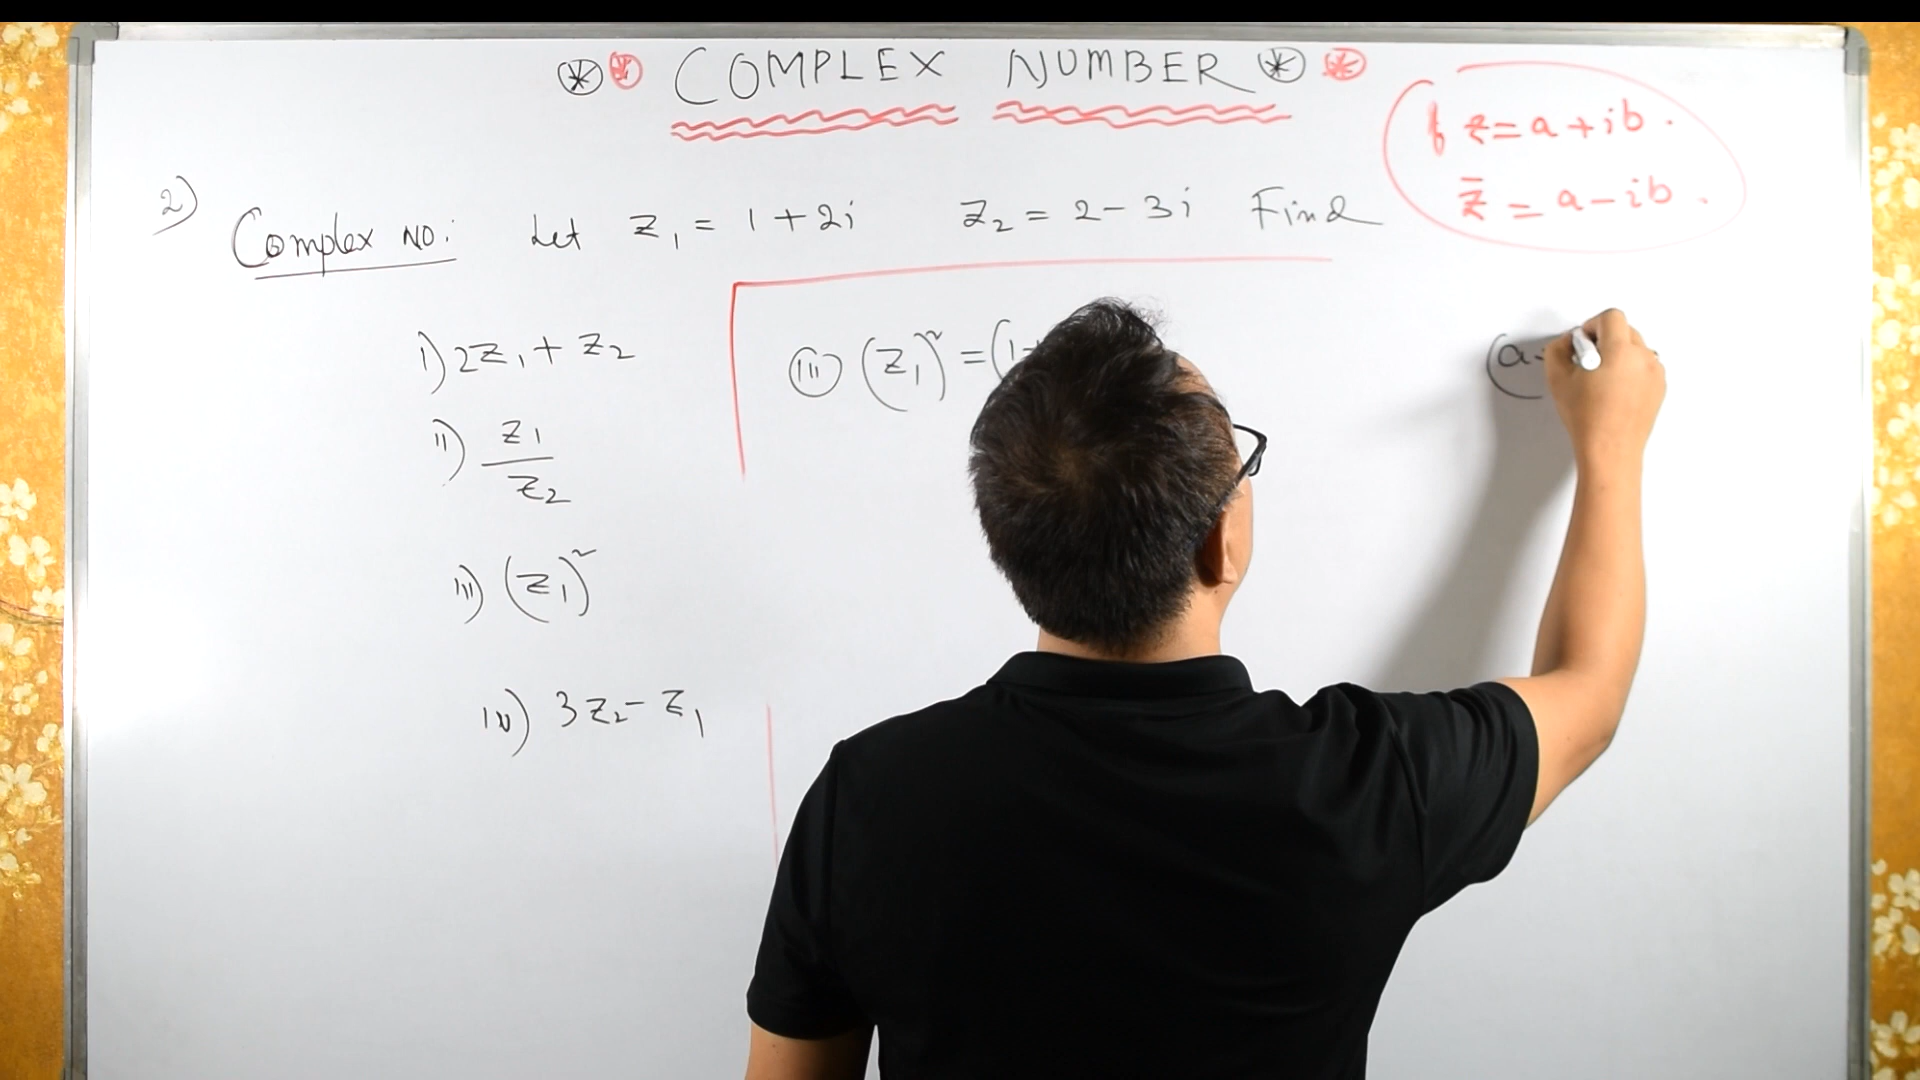 COMPLEX NUMBER
z = a + ib.
z̄ = a - ib.
2) Complex NO: Let z₁ = 1 + 2i z₂ = 2 - 3i Find
i) 2z₁ + z₂
ii) z₁/z₂
iii) (z₁)²
iv) 3z₂ - z₁
(iii) (z₁)² = (1+
(a